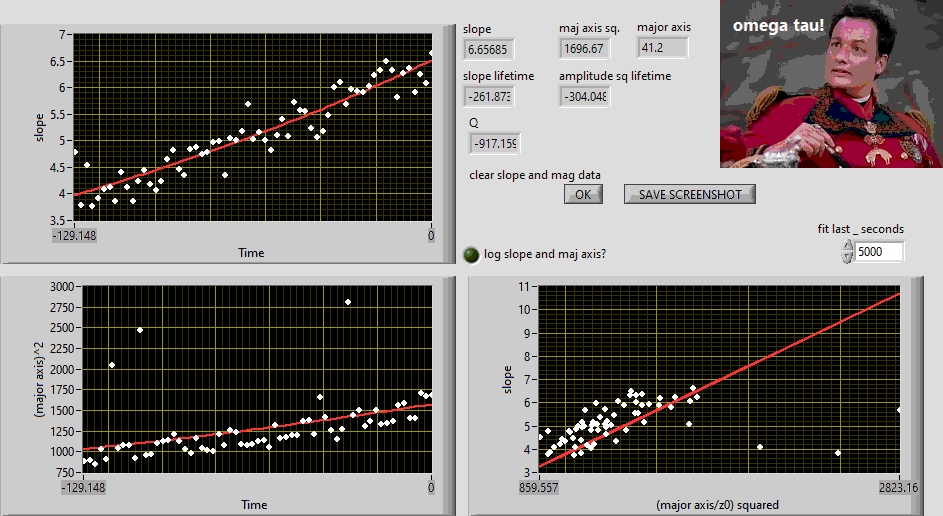 omega tau!
slope
maj axis sq.
major axis
6.65685
1696.67
41.2
slope lifetime
amplitude sq lifetime
-261.873
-304.048
Q
-917.159
clear slope and mag data
OK
SAVE SCREENSHOT
fit last _ seconds
5000
log slope and maj axis?
7
6.5
6
5.5
5
4.5
4
3.5
slope
-129.148
0
Time
3000
2750
2500
2250
2000
1750
1500
1250
1000
750
(major axis)^2
-129.148
0
Time
11
10
9
8
7
6
5
4
3
slope
859.557
2823.16
(major axis/z0) squared